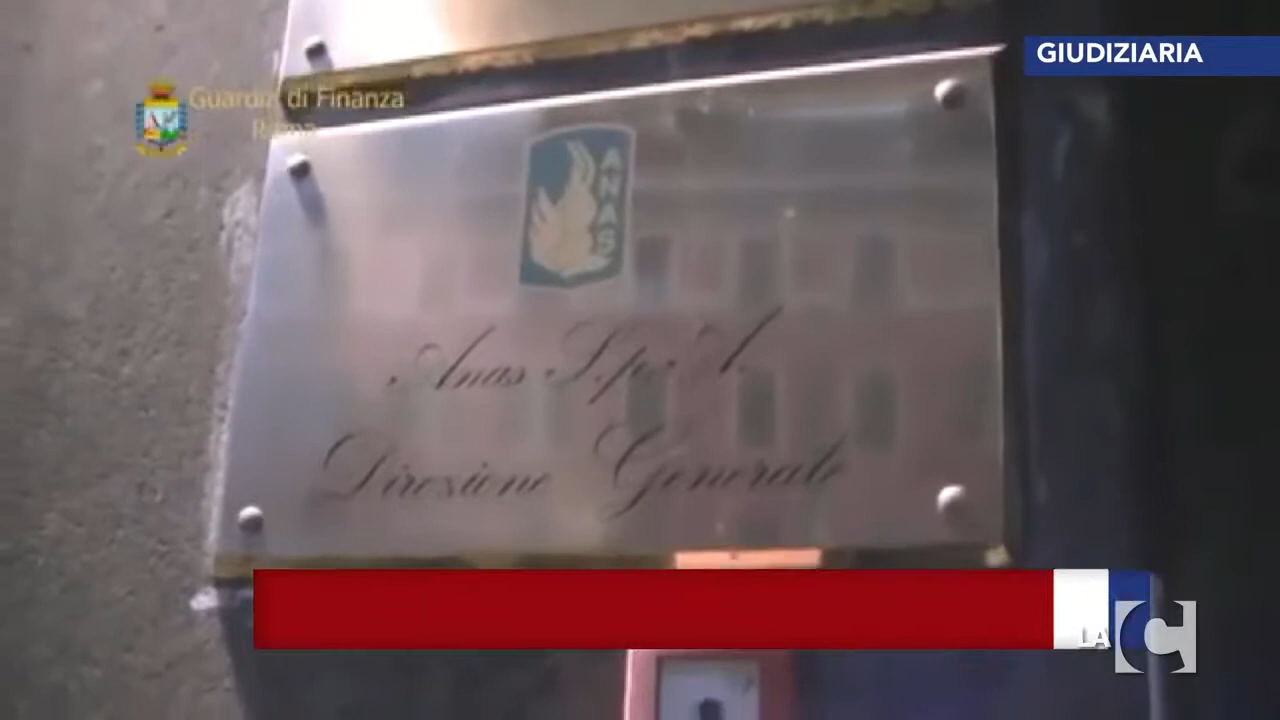 GIUDIZIARIA
Guardia di Finanza
Roma
ANAS
Anas S.p.A.
Direzione Generale
LA C